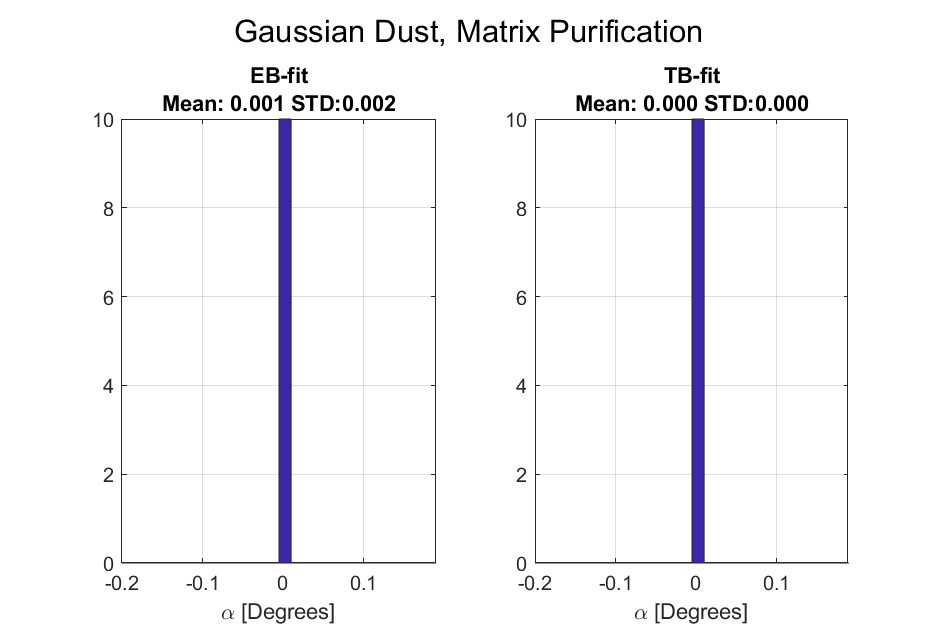 Gaussian Dust, Matrix Purification
EB-fit
Mean: 0.001 STD:0.002
10
8
6
4
2
0
-0.2
-0.1
0
0.1
α [Degrees]
TB-fit
Mean: 0.000 STD:0.000
10
8
6
4
2
0
-0.2
-0.1
0
0.1
α [Degrees]